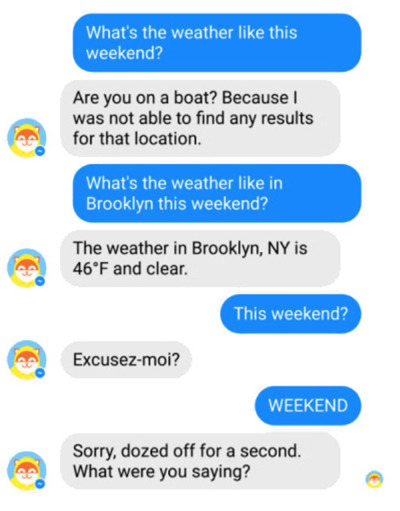 What's the weather like this
weekend?
Are you on a boat? Because I
was not able to find any results
for that location.
What's the weather like in
Brooklyn this weekend?
The weather in Brooklyn, NY is
46°F and clear.
This weekend?
Excusez-moi?
WEEKEND
Sorry, dozed off for a second.
What were you saying?